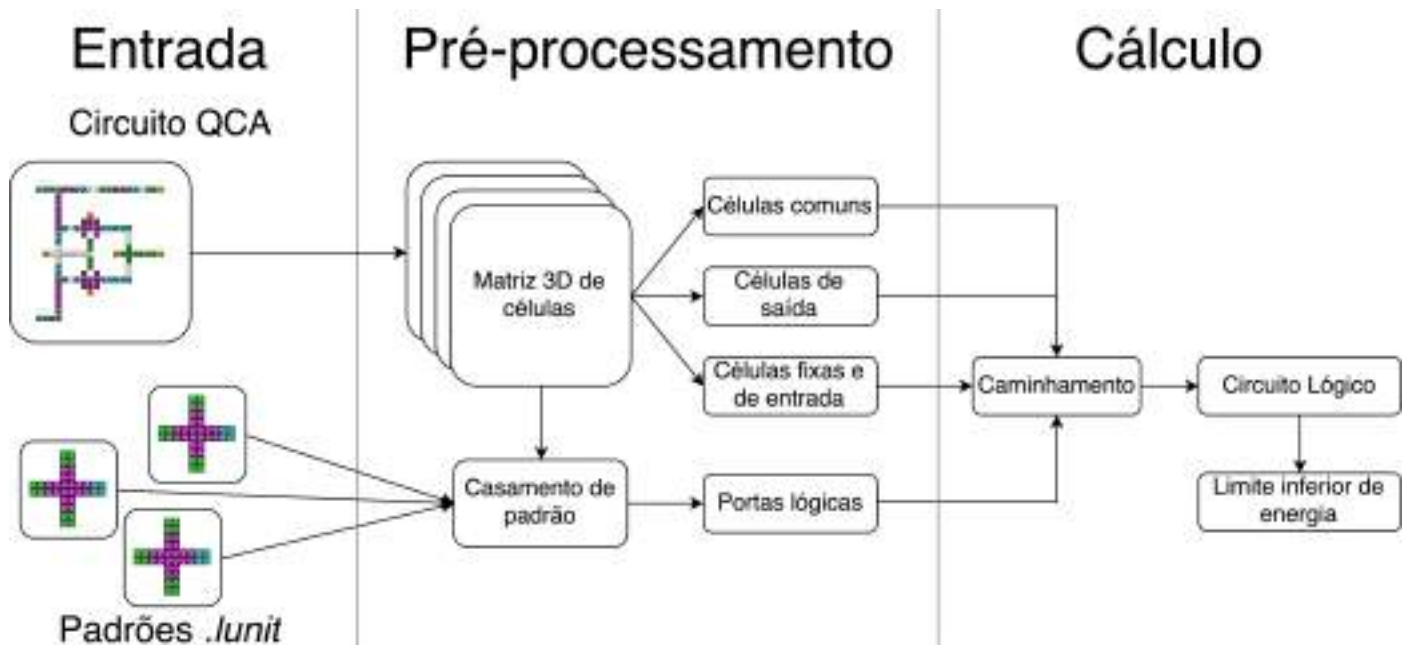 Entrada
Pré-processamento
Cálculo
Circuito QCA
Matriz 3D de
células
Células comuns
Células de
saída
Células fixas e
de entrada
Caminhamento
Circuito Lógico
Casamento de
padrão
Portas lógicas
Limite inferior de
energia
Padrões .lunit